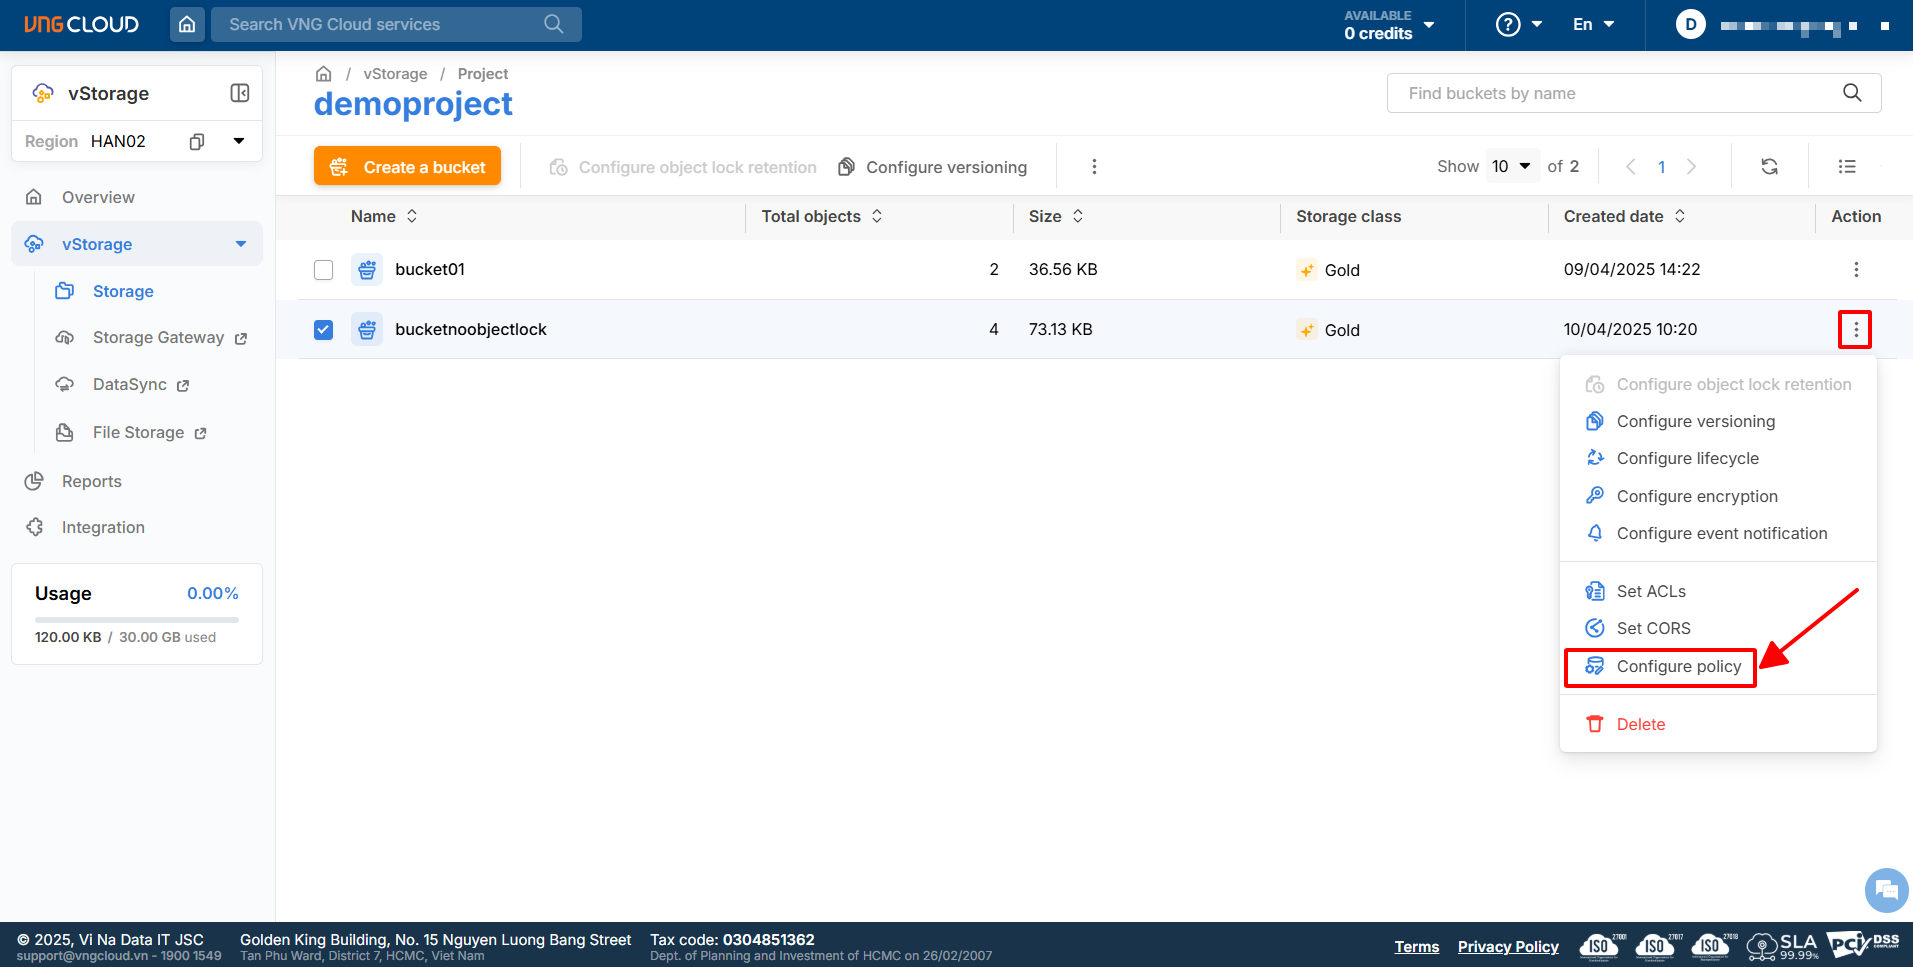 VNG CLOUD
Search VNG Cloud services
AVAILABLE
0 credits
?
En
D
vStorage
Region HAN02
Overview
vStorage
Storage
Storage Gateway
DataSync
File Storage
Reports
Integration
Usage 0.00%
120.00 KB / 30.00 GB used
/ vStorage / Project
demoproject
Find buckets by name
Create a bucket
Configure object lock retention
Configure versioning
Show 10 of 2
1
Name Total objects Size Storage class Created date Action
bucket01 2 36.56 KB Gold 09/04/2025 14:22
bucketnoobjectlock 4 73.13 KB Gold 10/04/2025 10:20
Configure object lock retention
Configure versioning
Configure lifecycle
Configure encryption
Configure event notification
Set ACLs
Set CORS
Configure policy
Delete
© 2025, Vi Na Data IT JSC
support@vngcloud.vn - 1900 1549
Golden King Building, No. 15 Nguyen Luong Bang Street
Tan Phu Ward, District 7, HCMC, Viet Nam
Tax code: 0304851362
Dept. of Planning and Investment of HCMC on 26/02/2007
Terms
Privacy Policy
ISO 27001
ISO 27017
ISO 27018
SLA
99.99%
PCI DSS
COMPLIANT